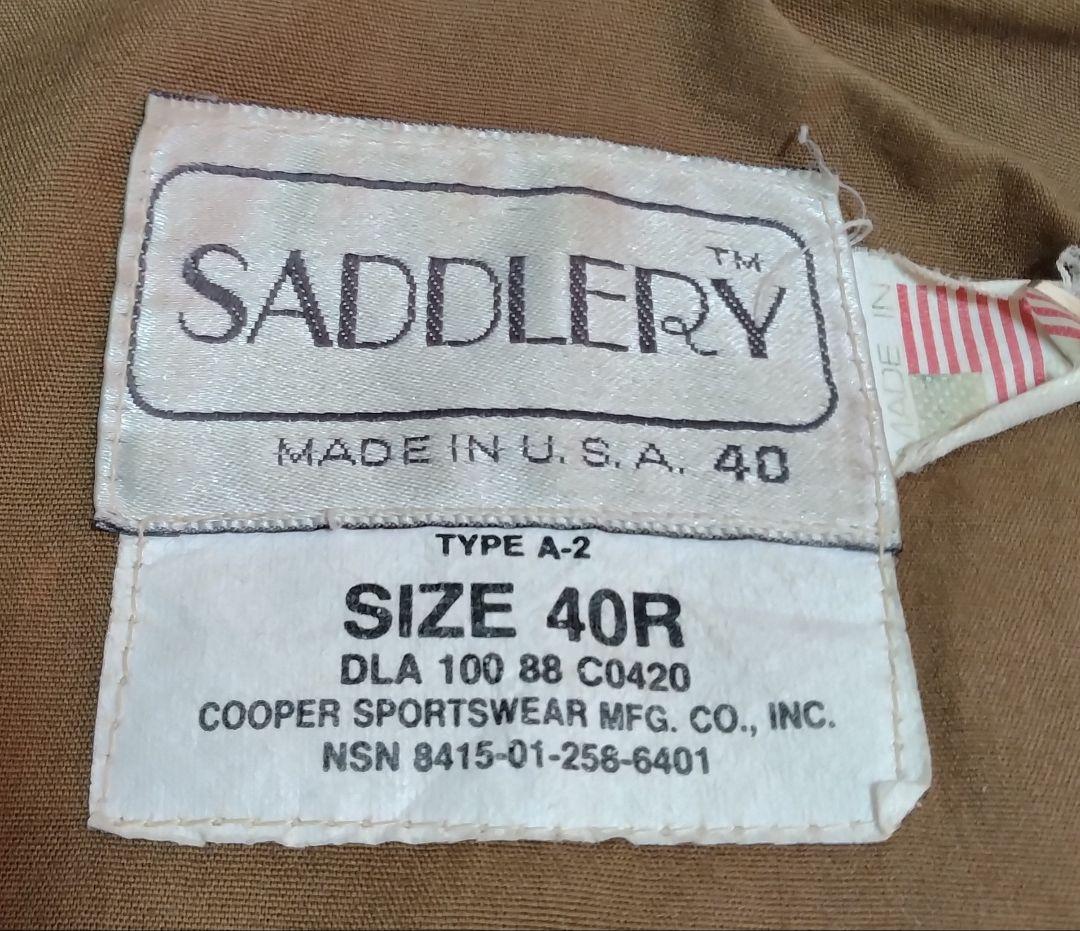 SADDLERY™
MADE IN U.S.A. 40
MADE IN
TYPE A-2
SIZE 40R
DLA 100 88 C0420
COOPER SPORTSWEAR MFG. CO., INC.
NSN 8415-01-258-6401